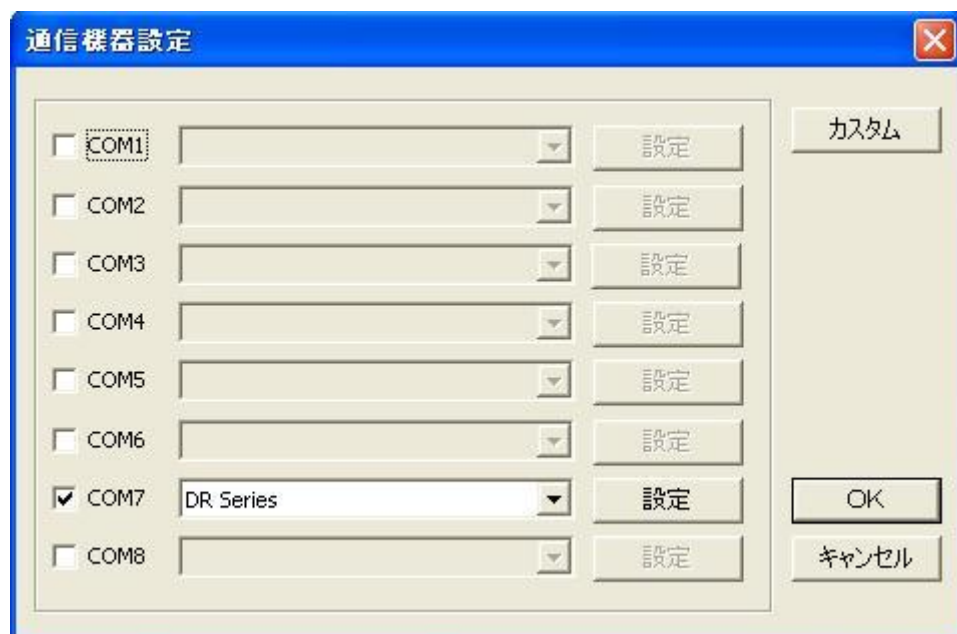 通信機器設定
COM1 設定 カスタム
COM2 設定
COM3 設定
COM4 設定
COM5 設定
COM6 設定
COM7 DR Series 設定 OK
COM8 設定 キャンセル